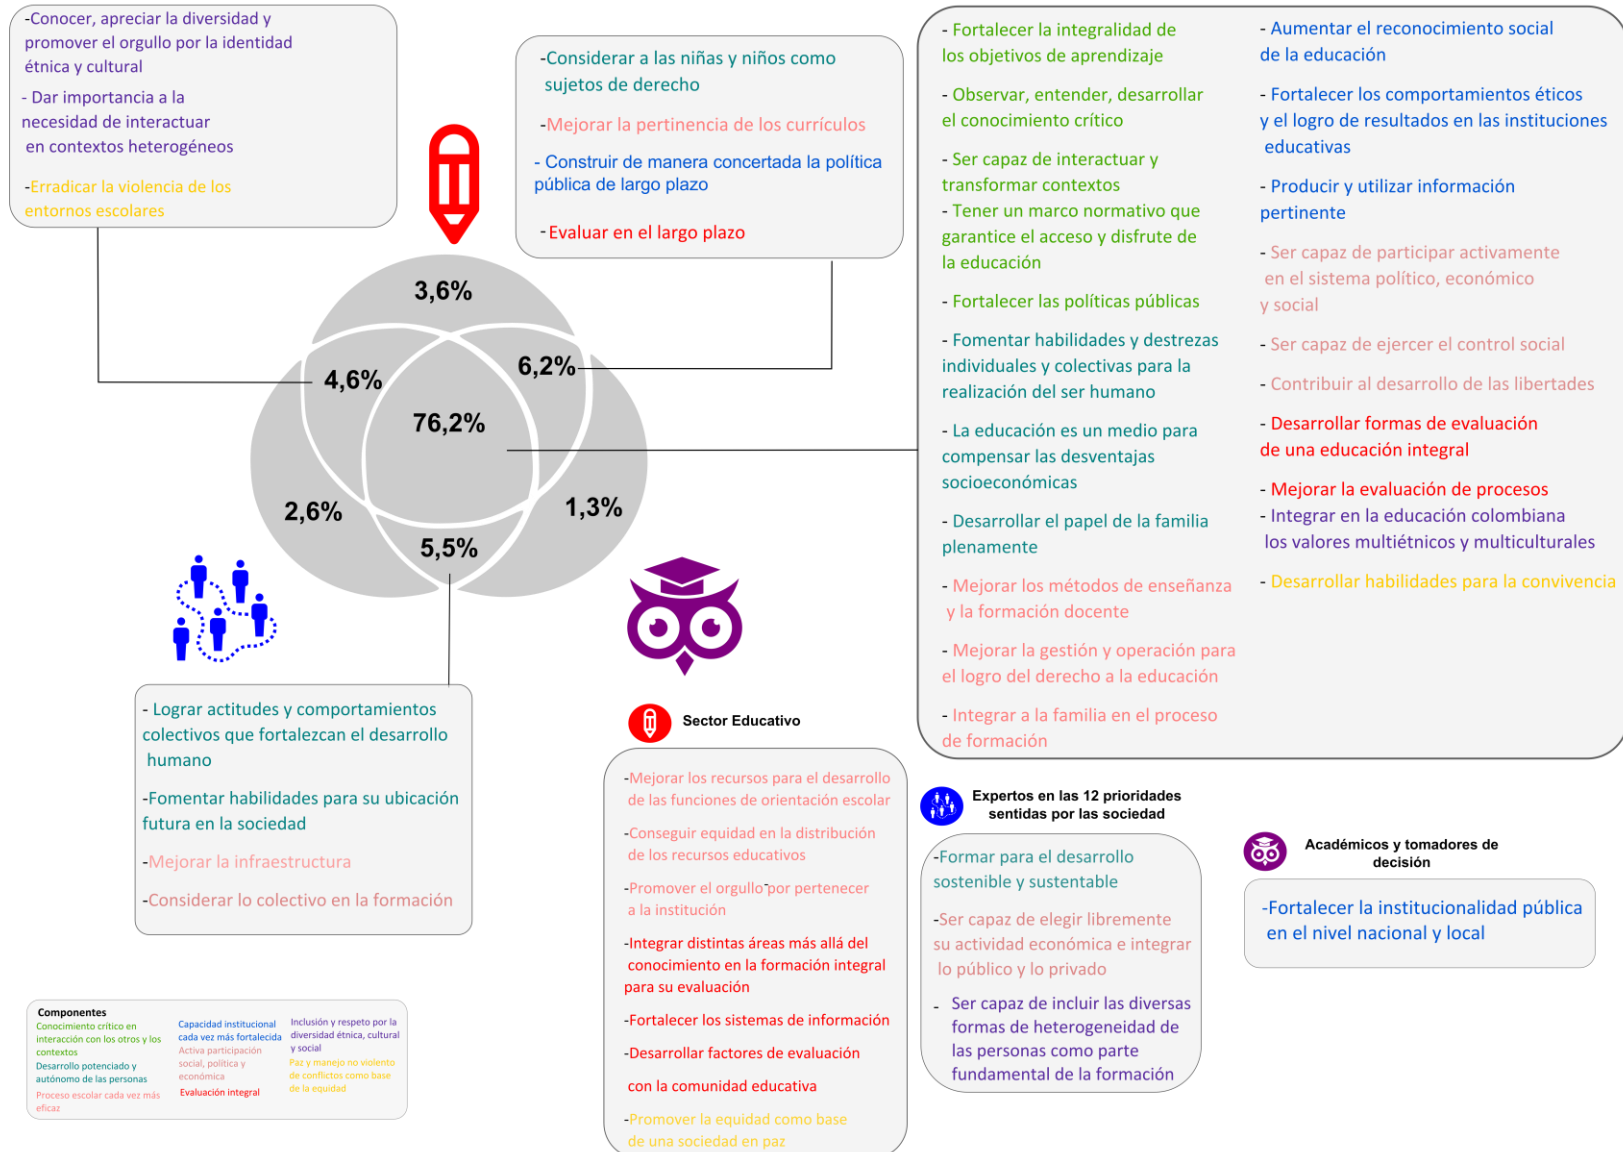 -Conocer, apreciar la diversidad y
promover el orgullo por la identidad
étnica y cultural
- Dar importancia a la
necesidad de interactuar
en contextos heterogéneos
-Erradicar la violencia de los
entornos escolares
-Considerar a las niñas y niños como
sujetos de derecho
-Mejorar la pertinencia de los currículos
- Construir de manera concertada la política
pública de largo plazo
-Evaluar en el largo plazo
- Fortalecer la integralidad de
los objetivos de aprendizaje
- Observar, entender, desarrollar
el conocimiento crítico
- Ser capaz de interactuar y
transformar contextos
- Tener un marco normativo que
garantice el acceso y disfrute de
la educación
- Fortalecer las políticas públicas
- Fomentar habilidades y destrezas
individuales y colectivas para la
realización del ser humano
- La educación es un medio para
compensar las desventajas
socioeconómicas
- Desarrollar el papel de la familia
plenamente
- Mejorar los métodos de enseñanza
y la formación docente
- Mejorar la gestión y operación para
el logro del derecho a la educación
- Integrar a la familia en el proceso
de formación
- Aumentar el reconocimiento social
de la educación
- Fortalecer los comportamientos éticos
y el logro de resultados en las instituciones
educativas
- Producir y utilizar información
pertinente
- Ser capaz de participar activamente
en el sistema político, económico
y social
- Ser capaz de ejercer el control social
- Contribuir al desarrollo de las libertades
- Desarrollar formas de evaluación
de una educación integral
- Mejorar la evaluación de procesos
- Integrar en la educación colombiana
los valores multiétnicos y multiculturales
- Desarrollar habilidades para la convivencia
3,6%
4,6%
6,2%
76,2%
2,6%
1,3%
5,5%
- Lograr actitudes y comportamientos
colectivos que fortalezcan el desarrollo
humano
-Fomentar habilidades para su ubicación
futura en la sociedad
-Mejorar la infraestructura
-Considerar lo colectivo en la formación
Sector Educativo
-Mejorar los recursos para el desarrollo
de las funciones de orientación escolar
-Conseguir equidad en la distribución
de los recursos educativos
-Promover el orgullo por pertenecer
a la institución
-Integrar distintas áreas más allá del
conocimiento en la formación integral
para su evaluación
-Fortalecer los sistemas de información
-Desarrollar factores de evaluación
con la comunidad educativa
-Promover la equidad como base
de una sociedad en paz
Expertos en las 12 prioridades
sentidas por las sociedad
-Formar para el desarrollo
sostenible y sustentable
-Ser capaz de elegir libremente
su actividad económica e integrar
lo público y lo privado
- Ser capaz de incluir las diversas
formas de heterogeneidad de
las personas como parte
fundamental de la formación
Académicos y tomadores de
decisión
-Fortalecer la institucionalidad pública
en el nivel nacional y local
Componentes
Conocimiento crítico en
interacción con los otros y los
contextos
Desarrollo potenciado y
autónomo de las personas
Proceso escolar cada vez más
eficaz
Capacidad institucional
cada vez más fortalecida
Activa participación
social, política y
económica
Evaluación integral
Inclusión y respeto por la
diversidad étnica, cultural
y social
Paz y manejo no violento
de conflictos como base
de la equidad